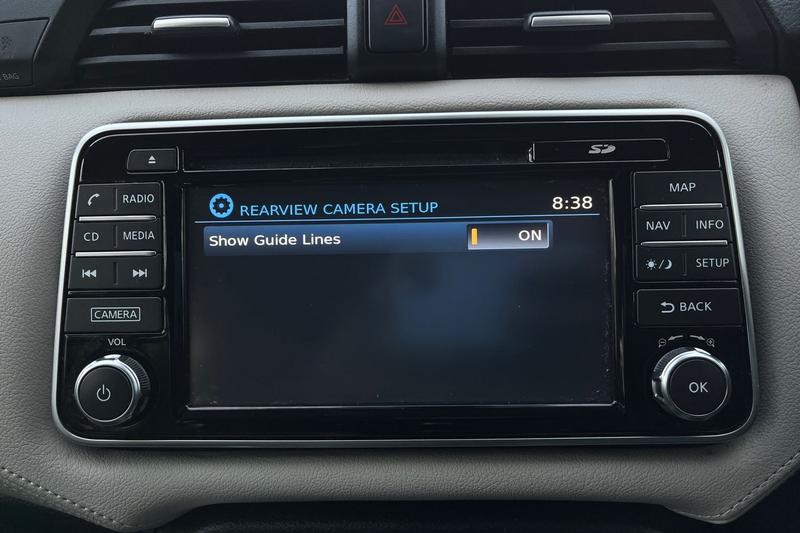 BAG
SD
RADIO
MAP
CD
MEDIA
NAV
INFO
SETUP
CAMERA
BACK
VOL
OK
REARVIEW CAMERA SETUP
8:38
Show Guide Lines
ON